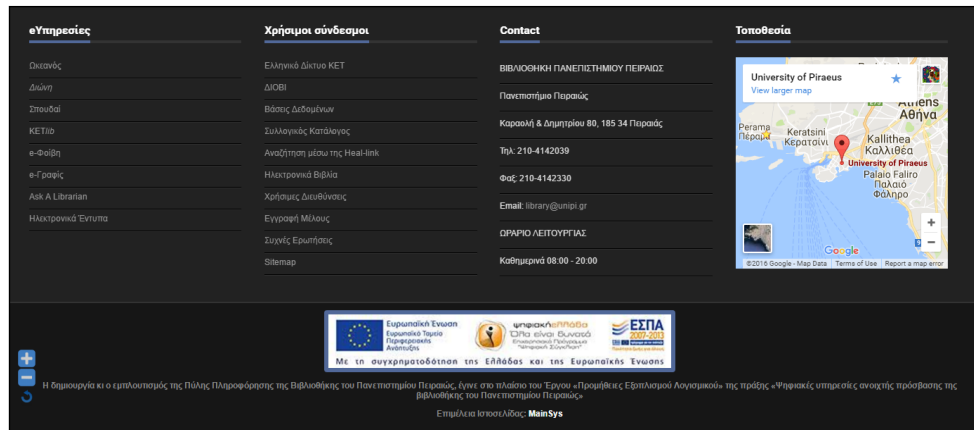 eΥπηρεσίες
Ωκεανός
Διώνη
Σπουδαί
ΚΕΤlib
e-Φοίβη
e-Γραφίς
Ask A Librarian
Ηλεκτρονικά Έντυπα
Χρήσιμοι σύνδεσμοι
Ελληνικό Δίκτυο ΚΕΤ
ΔΙΟΒΙ
Βάσεις Δεδομένων
Συλλογικός Κατάλογος
Αναζήτηση μέσω της Heal-link
Ηλεκτρονικά Βιβλία
Χρήσιμες Διευθύνσεις
Εγγραφή Μέλους
Συχνές Ερωτήσεις
Sitemap
Contact
ΒΙΒΛΙΟΘΗΚΗ ΠΑΝΕΠΙΣΤΗΜΙΟΥ ΠΕΙΡΑΙΩΣ
Πανεπιστήμιο Πειραιώς
Καραολή & Δημητρίου 80, 185 34 Πειραιάς
Τηλ: 210-4142039
Φαξ: 210-4142330
Email: library@unipi.gr
ΩΡΑΡΙΟ ΛΕΙΤΟΥΡΓΙΑΣ
Καθημερινά 08:00 - 20:00
Τοποθεσία
University of Piraeus
View larger map
Athens
Αθήνα
Perama
Πέραμα
Keratsini
Κερατσίνι
Kallithea
Καλλιθέα
University of Piraeus
Palaio Faliro
Παλαιό
Φάληρο
Google
©2016 Google - Map Data
Terms of Use
Report a map error
Ευρωπαϊκή Ένωση
Ευρωπαϊκό Ταμείο
Περιφερειακής
Ανάπτυξης
ψηφιακήελλάδα
Όλα είναι δυνατά
Επιχειρησιακό Πρόγραμμα
"Ψηφιακή Σύγκλιση"
ΕΣΠΑ
2007-2013
Με τη συγχρηματοδότηση της Ελλάδας και της Ευρωπαϊκής Ένωσης
Η δημιουργία κι ο εμπλουτισμός της Πύλης Πληροφόρησης της Βιβλιοθήκης του Πανεπιστημίου Πειραιώς, έγινε στο πλαίσιο του Έργου «Προμήθειες Εξοπλισμού Λογισμικού» της πράξης «Ψηφιακές υπηρεσίες ανοιχτής πρόσβασης της
βιβλιοθήκης του Πανεπιστημίου Πειραιώς»
Επιμέλεια Ιστοσελίδας: MainSys